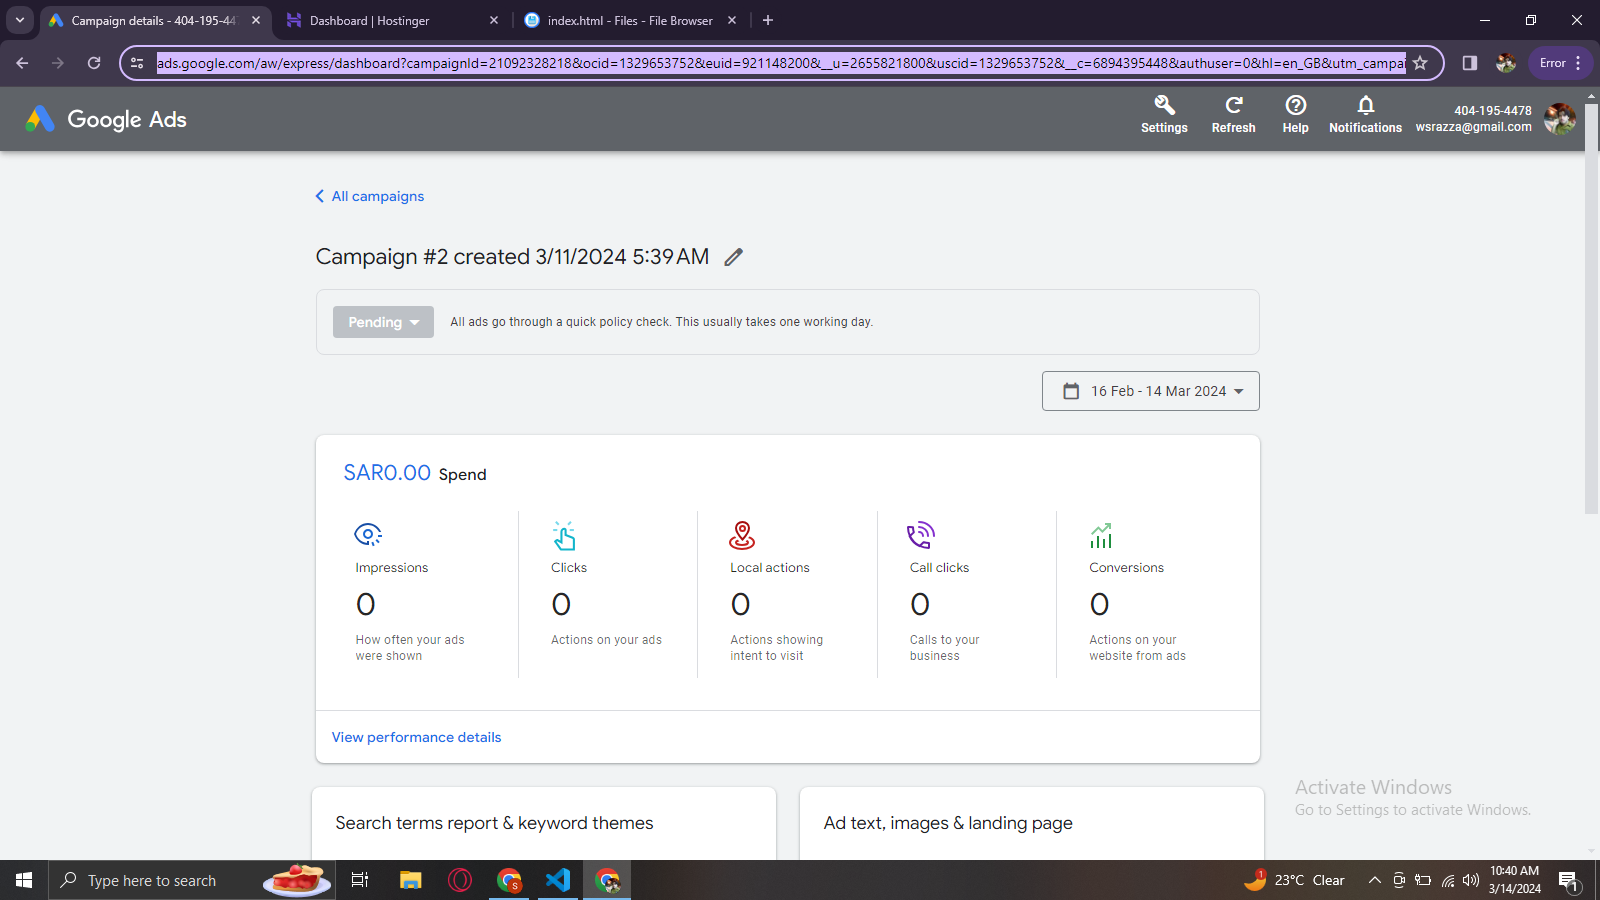 Campaign details - 404-195-447
Dashboard | Hostinger
index.html - Files - File Browser
ads.google.com/aw/express/dashboard?campaignId=21092328218&ocid=1329653752&euid=921148200&__u=2655821800&uscid=1329653752&__c=6894395448&authuser=0&hl=en_GB&utm_campai
Error
Google Ads
Settings
Refresh
Help
Notifications
404-195-4478
wsrazza@gmail.com
All campaigns
Campaign #2 created 3/11/2024 5:39 AM
Pending
All ads go through a quick policy check. This usually takes one working day.
16 Feb - 14 Mar 2024
SAR0.00 Spend
Impressions
0
How often your ads
were shown
Clicks
0
Actions on your ads
Local actions
0
Actions showing
intent to visit
Call clicks
0
Calls to your
business
Conversions
0
Actions on your
website from ads
View performance details
Search terms report & keyword themes
Ad text, images & landing page
Activate Windows
Go to Settings to activate Windows.
Type here to search
S
1
23°C Clear
10:40 AM
3/14/2024
1